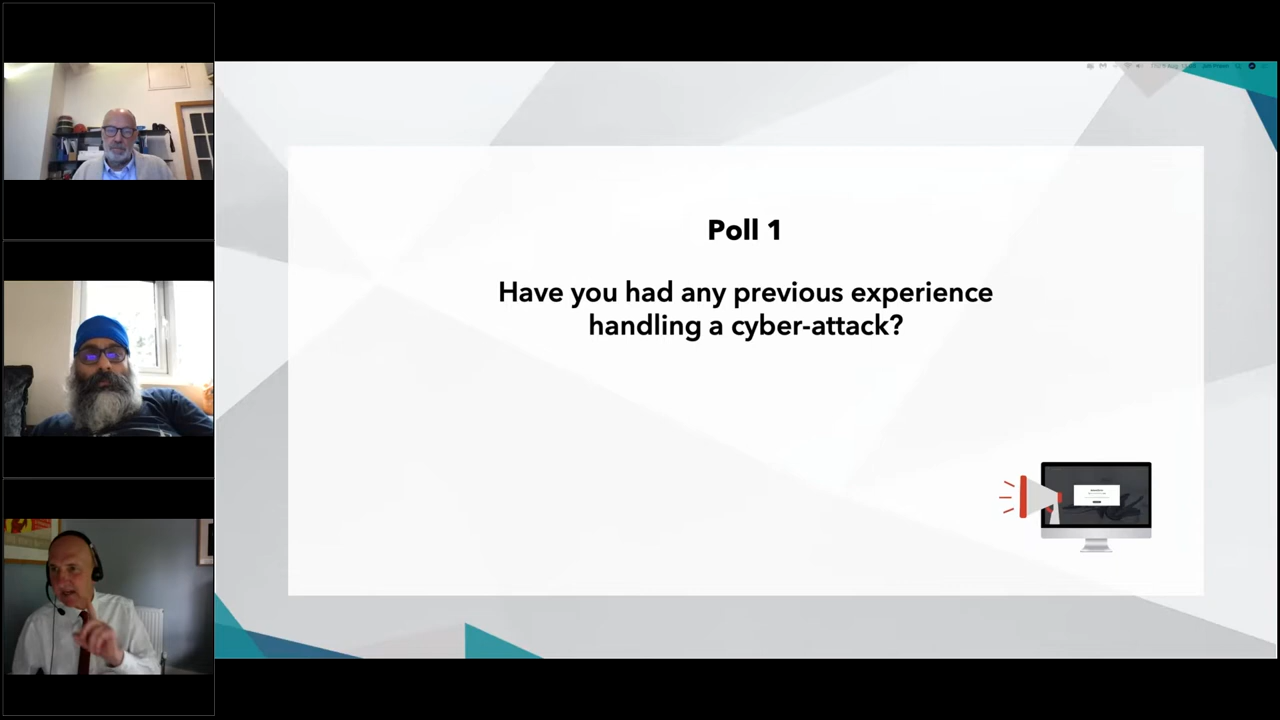 Poll 1
Have you had any previous experience
handling a cyber-attack?